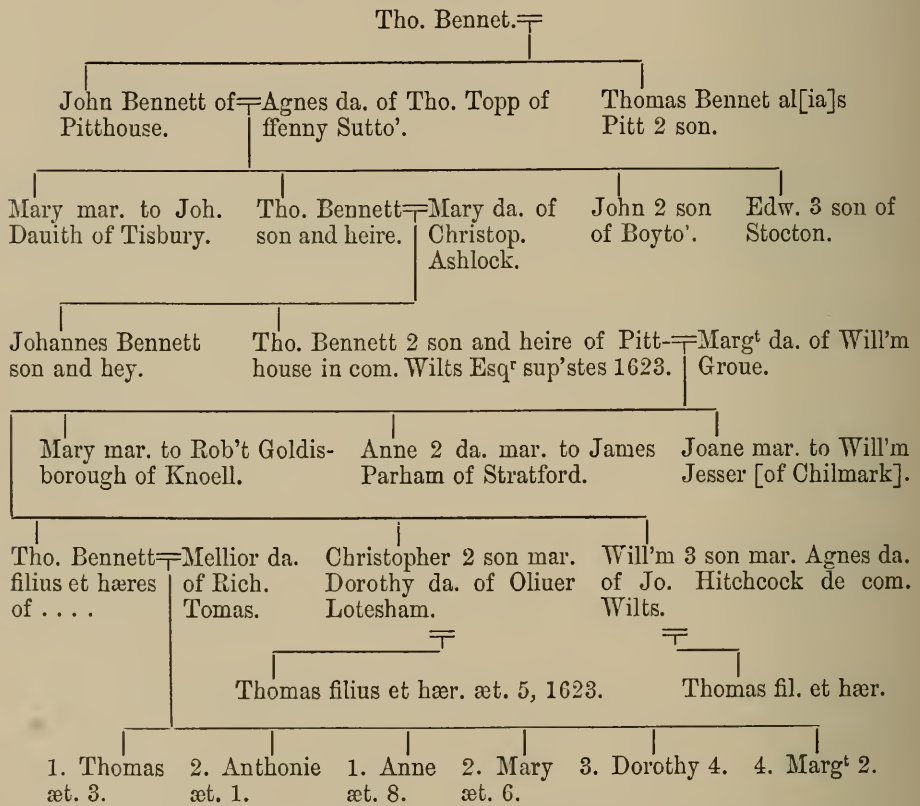 Tho. Bennet.
John Bennett of
Pitthouse.
Agnes da. of Tho. Topp of
ffenny Sutto'.
Thomas Bennet al[ia]s
Pitt 2 son.
Mary mar. to Joh.
Dauith of Tisbury.
Tho. Bennett
son and heire.
Mary da. of
Christop.
Ashlock.
John 2 son
of Boyto'.
Edw. 3 son of
Stocton.
Johannes Bennett
son and hey.
Tho. Bennett 2 son and heire of Pitt-
house in com. Wilts Esqʳ sup'stes 1623.
Margᵗ da. of Will'm
Groue.
Mary mar. to Rob't Goldis-
borough of Knoell.
Anne 2 da. mar. to James
Parham of Stratford.
Joane mar. to Will'm
Jesser [of Chilmark].
Tho. Bennett
filius et hæres
of . . . .
Mellior da.
of Rich.
Tomas.
Christopher 2 son mar.
Dorothy da. of Oliuer
Lotesham.
Will'm 3 son mar. Agnes da.
of Jo. Hitchcock de com.
Wilts.
Thomas filius et hær. æt. 5, 1623.
Thomas fil. et hær.
1. Thomas
æt. 3.
2. Anthonie
æt. 1.
1. Anne
æt. 8.
2. Mary
æt. 6.
3. Dorothy 4.
4. Margᵗ 2.